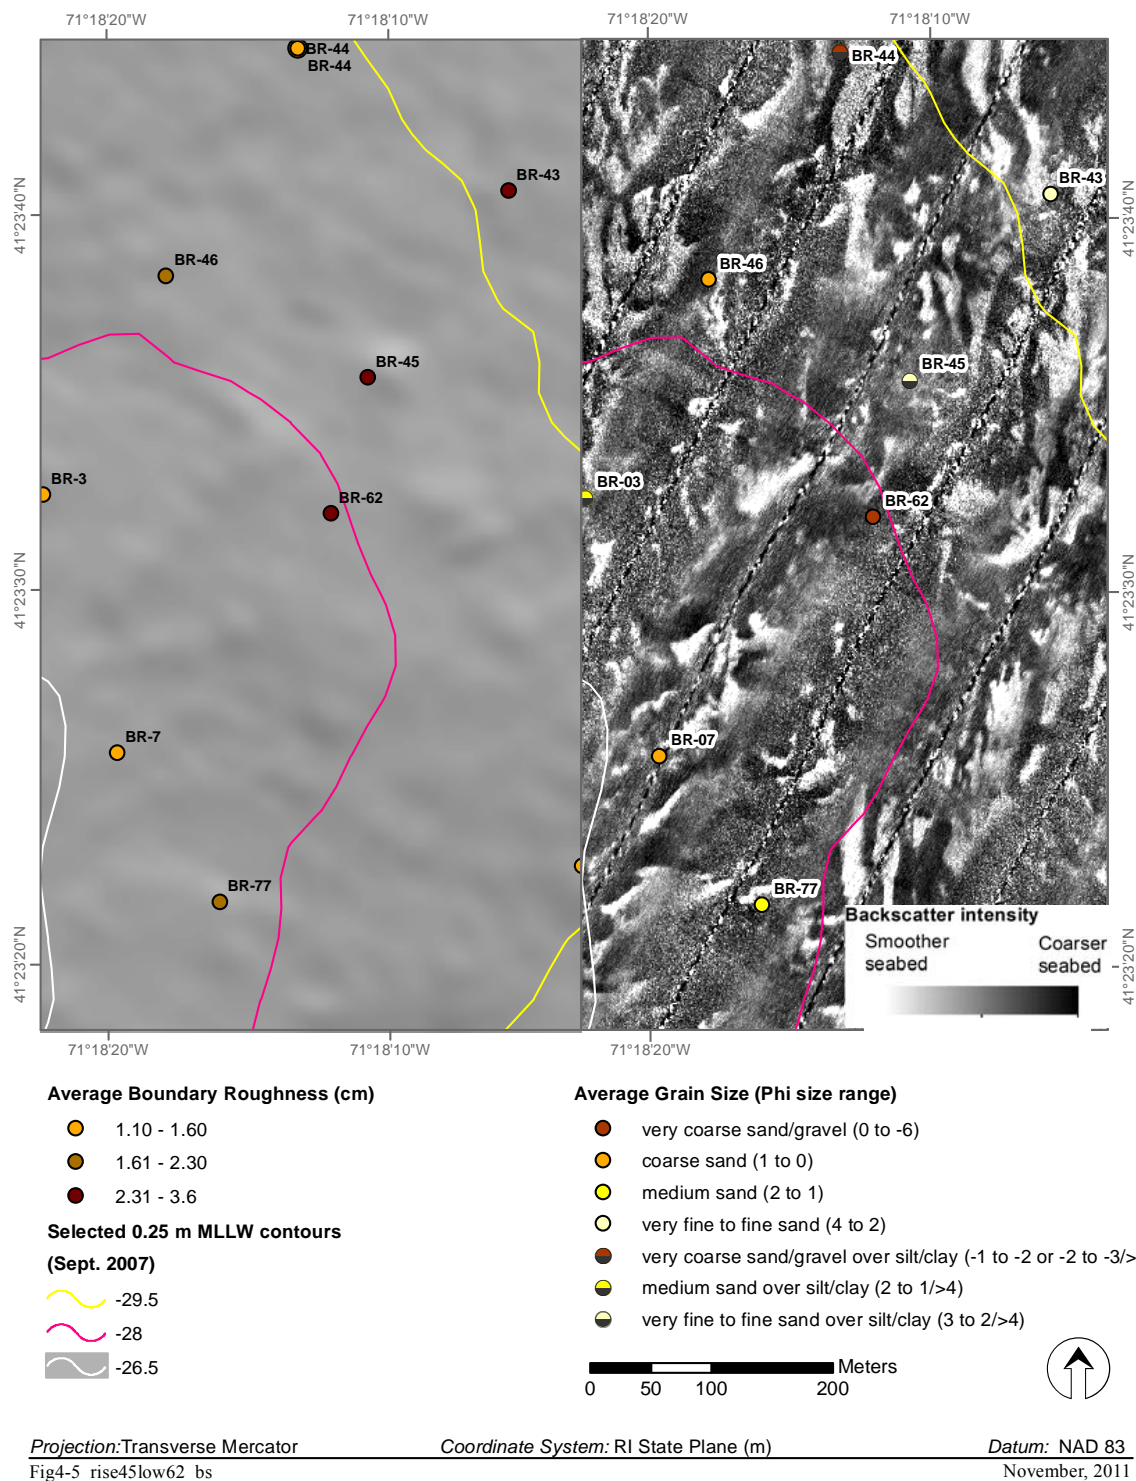 71°18'20"W 71°18'10"W 71°18'20"W 71°18'10"W
BR-44
BR-44
BR-44
BR-43
BR-43
41°23'40"N
41°23'40"N
BR-46
BR-46
BR-45
BR-45
BR-3
BR-03
BR-62
BR-62
41°23'30"N
41°23'30"N
BR-7
BR-07
BR-77
BR-77
41°23'20"N
41°23'20"N
Backscatter intensity
Smoother seabed
Coarser seabed
71°18'20"W 71°18'10"W 71°18'20"W
Average Boundary Roughness (cm)
1.10 - 1.60
1.61 - 2.30
2.31 - 3.6
Selected 0.25 m MLLW contours
(Sept. 2007)
-29.5
-28
-26.5
Average Grain Size (Phi size range)
very coarse sand/gravel (0 to -6)
coarse sand (1 to 0)
medium sand (2 to 1)
very fine to fine sand (4 to 2)
very coarse sand/gravel over silt/clay (-1 to -2 or -2 to -3/>
medium sand over silt/clay (2 to 1/>4)
very fine to fine sand over silt/clay (3 to 2/>4)
Meters
0 50 100 200
Projection:Transverse Mercator Coordinate System: RI State Plane (m) Datum: NAD 83
Fig4-5_rise45low62_bs November, 2011